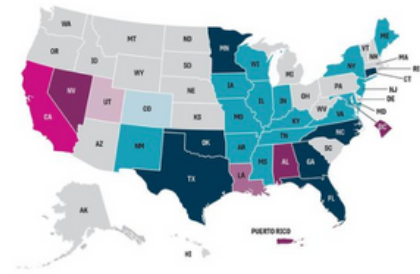 WA
MT
ND
MN
VT
ME
OR
ID
SD
WI
NY
NH
MA
WY
MI
RI
CT
NV
NE
IA
PA
NJ
UT
CO
IL
IN
OH
DE
CA
KS
MO
WV
VA
MD
KY
DC
AZ
NM
OK
AR
TN
NC
SC
TX
LA
MS
AL
GA
FL
AK
HI
PUERTO RICO